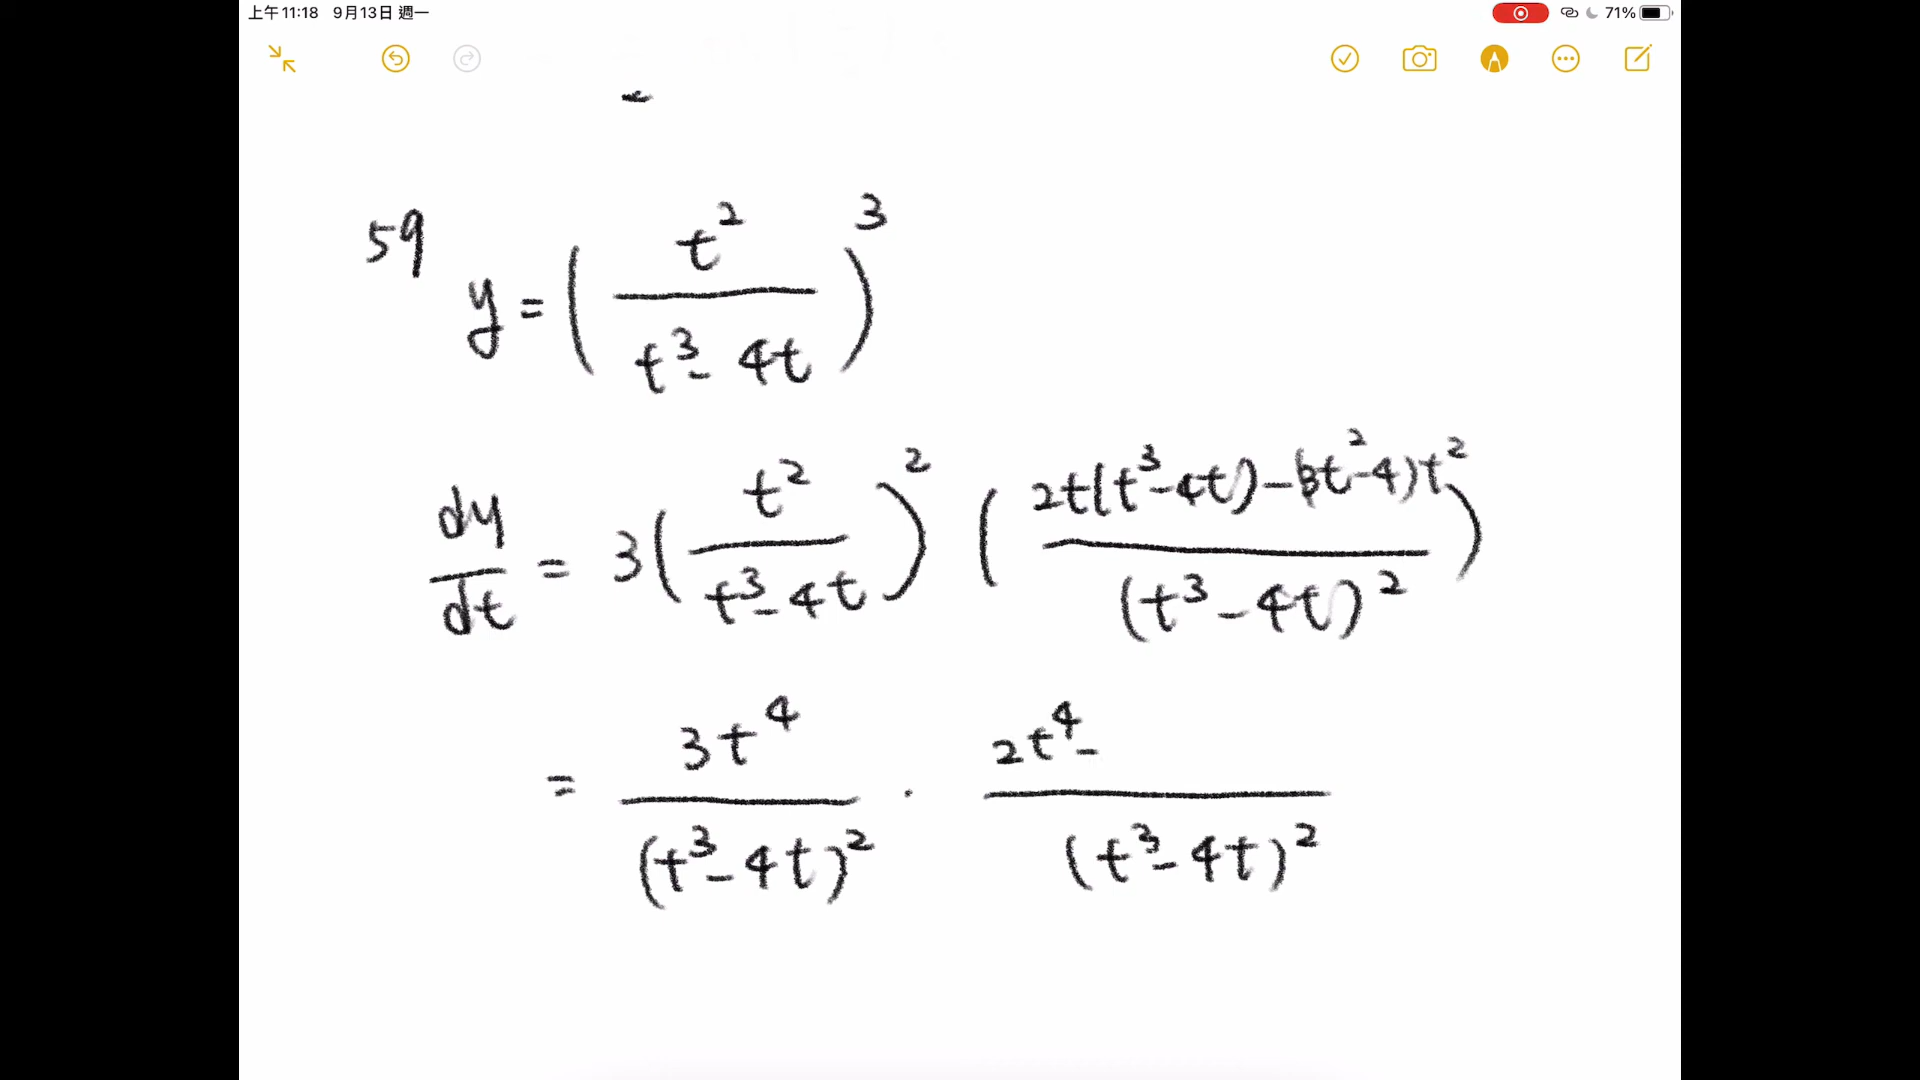 上午11:18 9月13日 週一 71%
59
y = ( t² / (t³ - 4t) )³
dy/dt = 3 ( t² / (t³ - 4t) )² ( (2t(t³ - 4t) - (3t² - 4)t²) / (t³ - 4t)² )
= 3t⁴ / (t³ - 4t)² · 2t⁴ - / (t³ - 4t)²